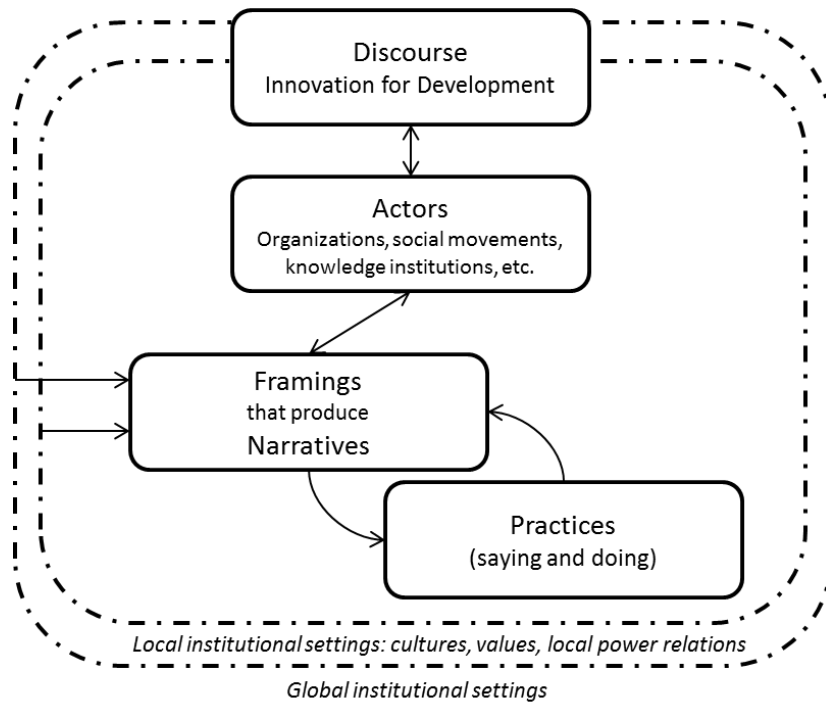 Discourse
Innovation for Development
Actors
Organizations, social movements,
knowledge institutions, etc.
Framings
that produce
Narratives
Practices
(saying and doing)
Local institutional settings: cultures, values, local power relations
Global institutional settings